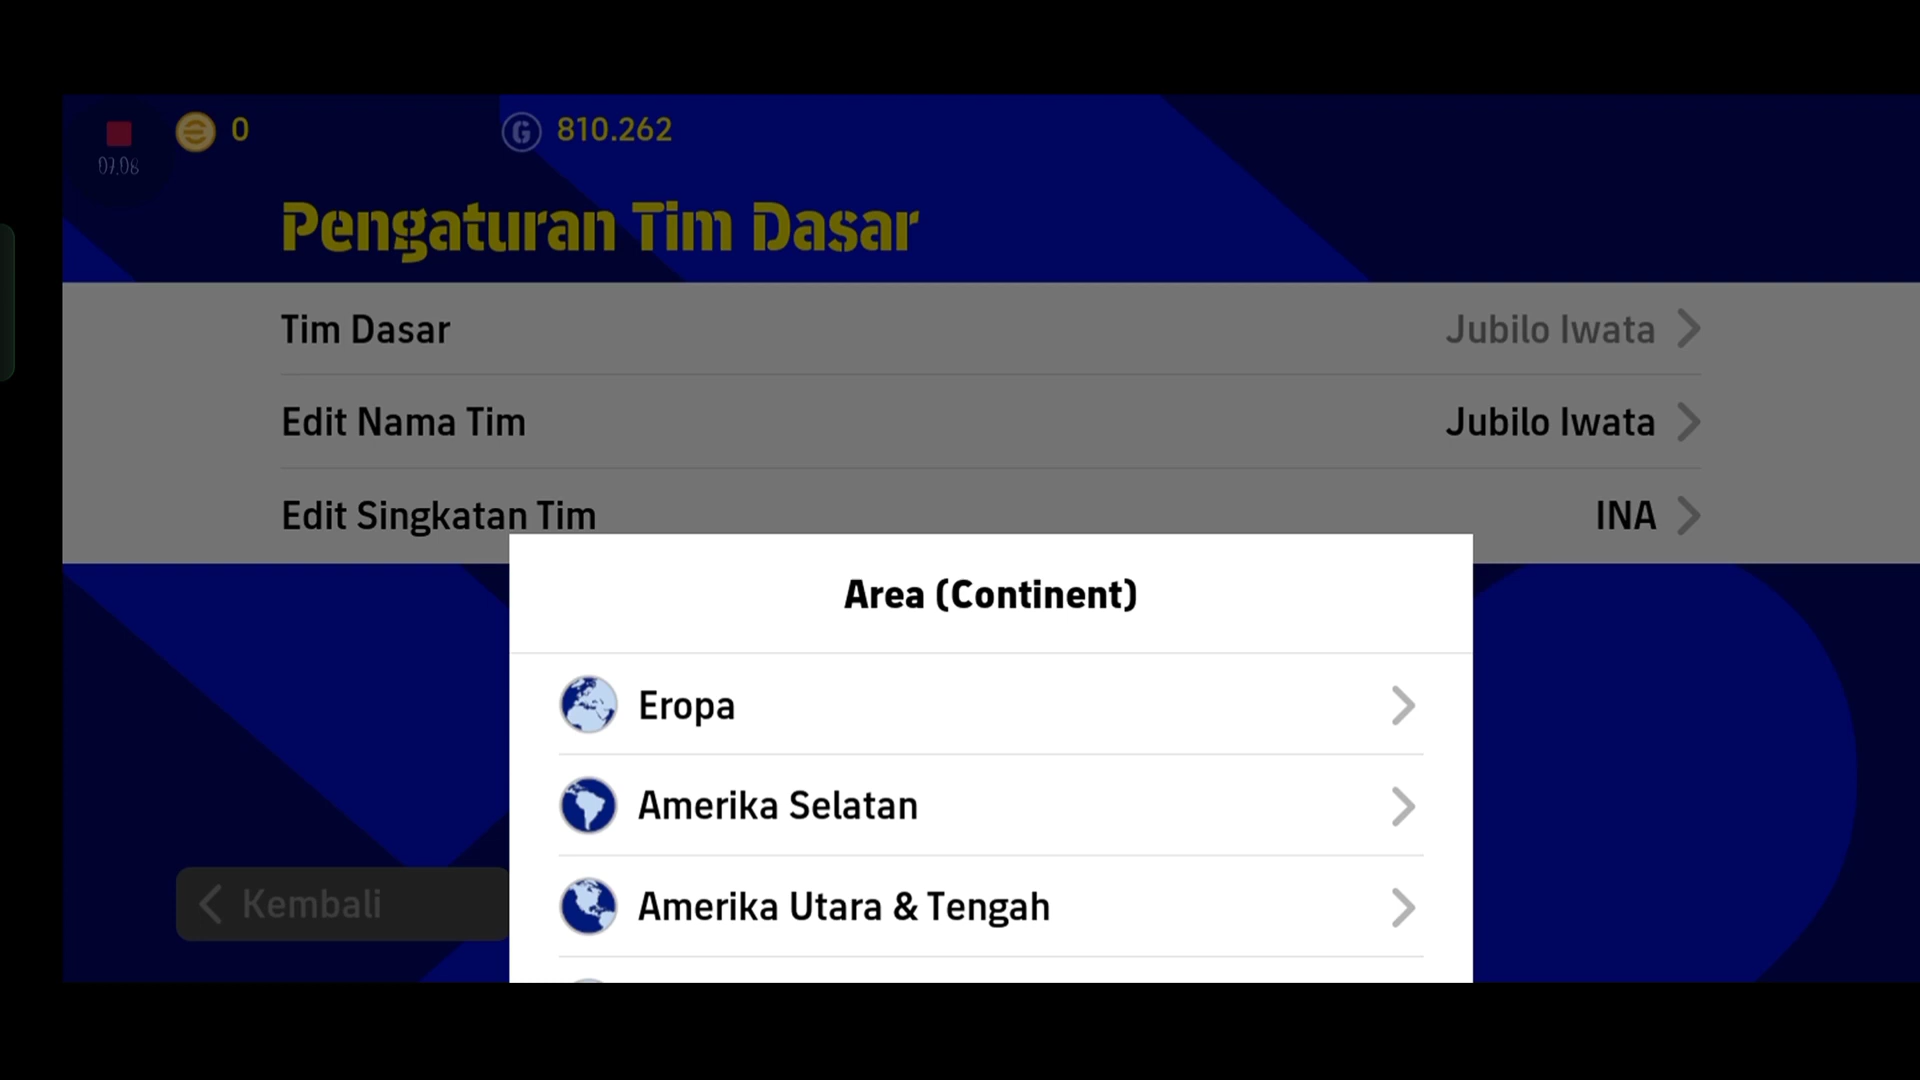 0
810.262
07.08
Pengaturan Tim Dasar
Tim Dasar
Jubilo Iwata
Edit Nama Tim
Jubilo Iwata
Edit Singkatan Tim
INA
Area (Continent)
Eropa
Amerika Selatan
Amerika Utara & Tengah
Kembali